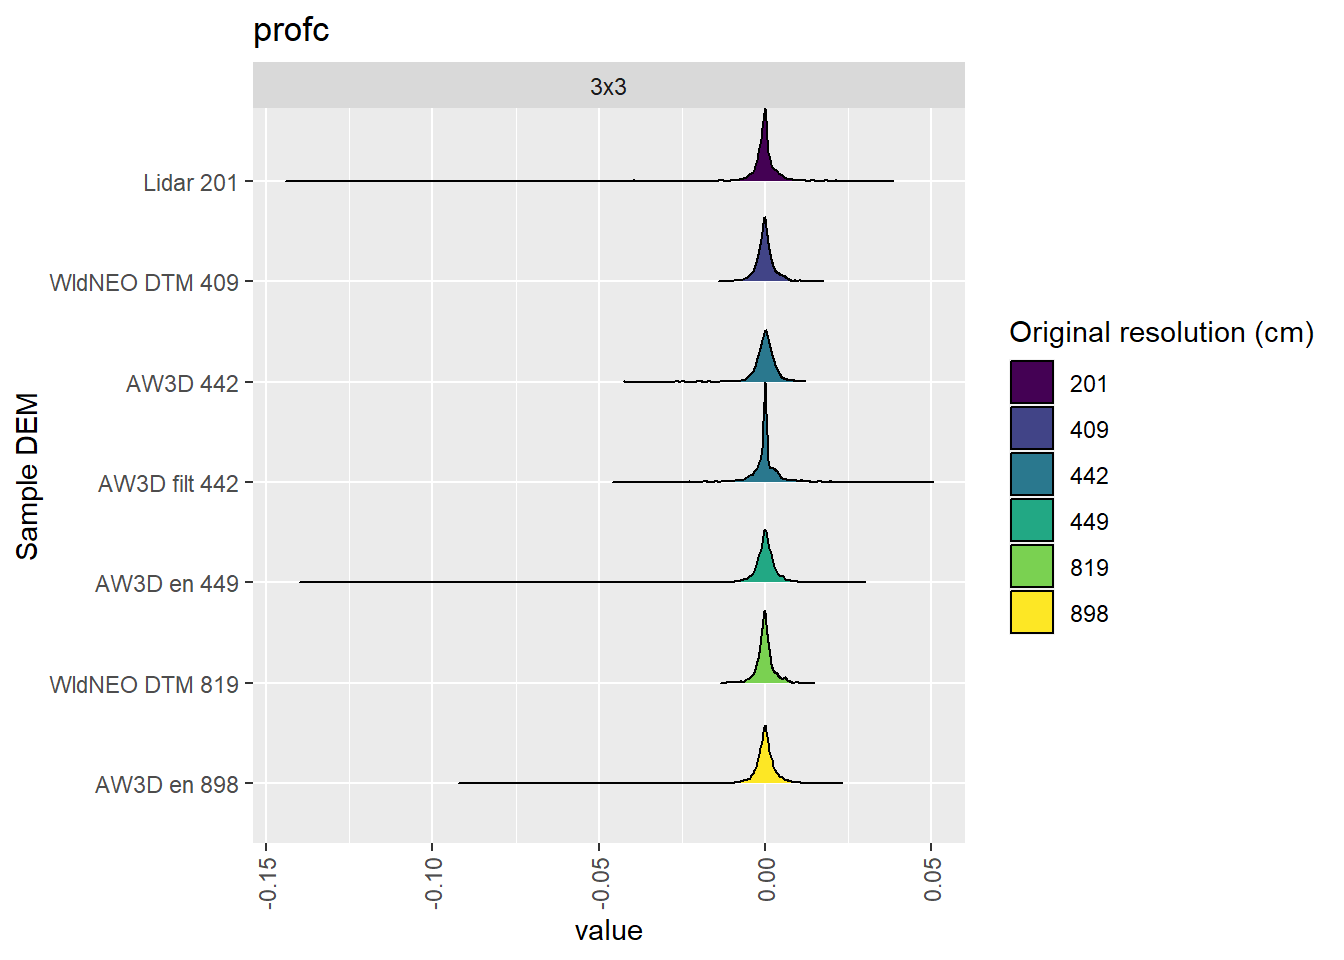 profc
3x3
Lidar 201
WldNEO DTM 409
AW3D 442
AW3D filt 442
AW3D en 449
WldNEO DTM 819
AW3D en 898
Sample DEM
-0.15
-0.10
-0.05
0.00
0.05
value
Original resolution (cm)
201
409
442
449
819
898